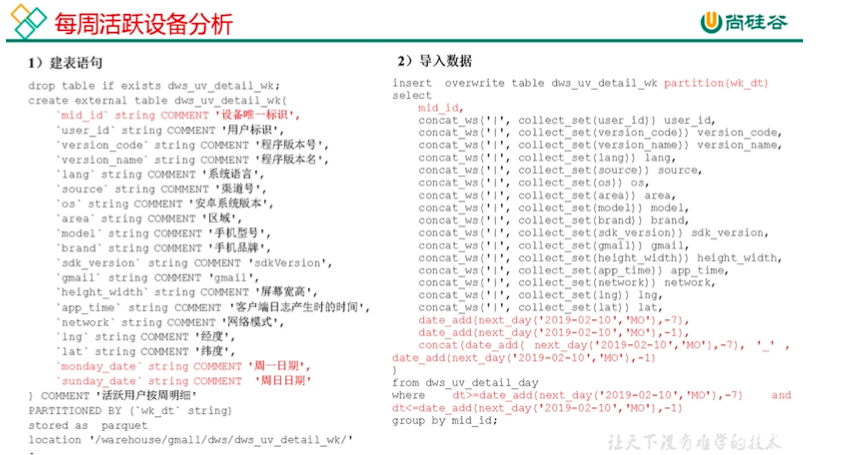 每周活跃设备分析
尚硅谷
1）建表语句
drop table if exists dws_uv_detail_wk;
create external table dws_uv_detail_wk(
`mid_id` string COMMENT '设备唯一标识',
`user_id` string COMMENT '用户标识',
`version_code` string COMMENT '程序版本号',
`version_name` string COMMENT '程序版本名',
`lang` string COMMENT '系统语言',
`source` string COMMENT '渠道号',
`os` string COMMENT '安卓系统版本',
`area` string COMMENT '区域',
`model` string COMMENT '手机型号',
`brand` string COMMENT '手机品牌',
`sdk_version` string COMMENT 'sdkVersion',
`gmail` string COMMENT 'gmail',
`height_width` string COMMENT '屏幕宽高',
`app_time` string COMMENT '客户端日志产生时的时间',
`network` string COMMENT '网络模式',
`lng` string COMMENT '经度',
`lat` string COMMENT '纬度',
`monday_date` string COMMENT '周一日期',
`sunday_date` string COMMENT '周日日期'
) COMMENT '活跃用户按周明细'
PARTITIONED BY (`wk_dt` string)
stored as parquet
location '/warehouse/gmall/dws/dws_uv_detail_wk/'
;
2）导入数据
insert overwrite table dws_uv_detail_wk partition(wk_dt)
select
mid_id,
concat_ws('|', collect_set(user_id)) user_id,
concat_ws('|', collect_set(version_code)) version_code,
concat_ws('|', collect_set(version_name)) version_name,
concat_ws('|', collect_set(lang)) lang,
concat_ws('|', collect_set(source)) source,
concat_ws('|', collect_set(os)) os,
concat_ws('|', collect_set(area)) area,
concat_ws('|', collect_set(model)) model,
concat_ws('|', collect_set(brand)) brand,
concat_ws('|', collect_set(sdk_version)) sdk_version,
concat_ws('|', collect_set(gmail)) gmail,
concat_ws('|', collect_set(height_width)) height_width,
concat_ws('|', collect_set(app_time)) app_time,
concat_ws('|', collect_set(network)) network,
concat_ws('|', collect_set(lng)) lng,
concat_ws('|', collect_set(lat)) lat,
date_add(next_day('2019-02-10','MO'),-7),
date_add(next_day('2019-02-10','MO'),-1),
concat(date_add( next_day('2019-02-10','MO'),-7), '_' ,
date_add(next_day('2019-02-10','MO'),-1)
)
from dws_uv_detail_day
where dt>=date_add(next_day('2019-02-10','MO'),-7) and
dt<=date_add(next_day('2019-02-10','MO'),-1)
group by mid_id;
让天下没有难学的技术